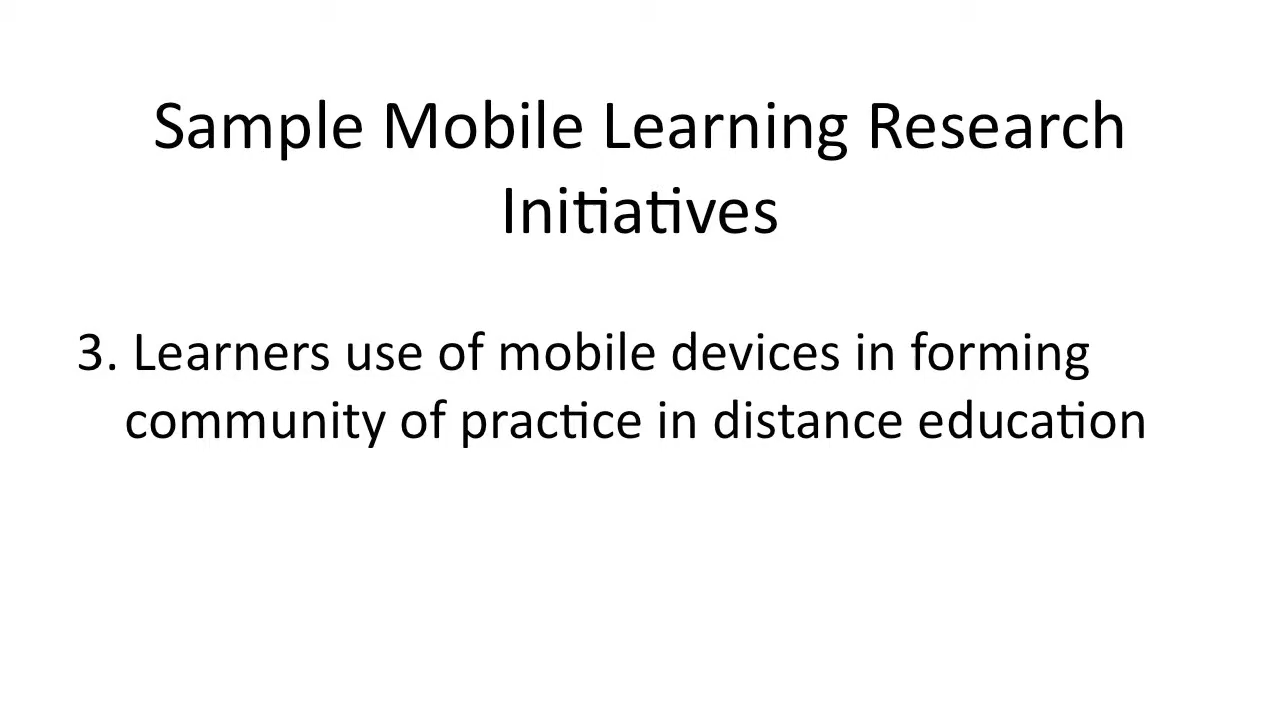 Sample Mobile Learning Research
Initiatives
3. Learners use of mobile devices in forming
community of practice in distance education